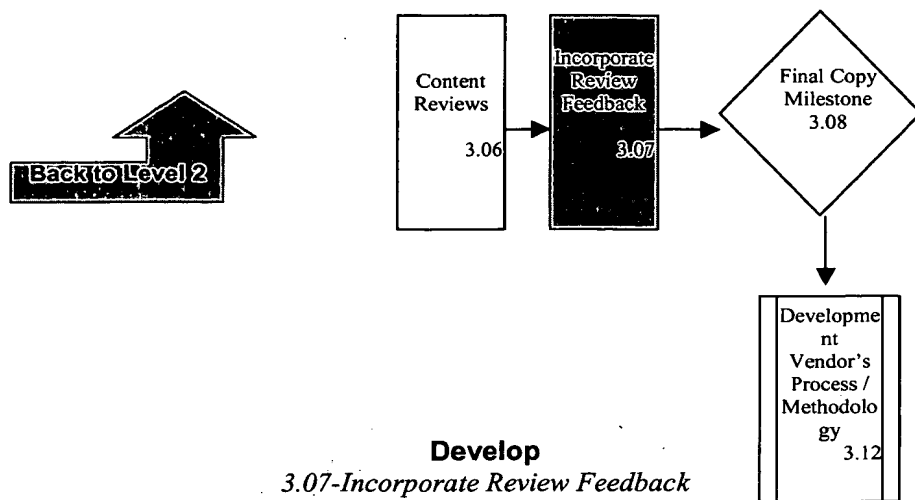 Content
Reviews
3.06
Incorporate
Review
Feedback
3.07
Final Copy
Milestone
3.08
Back to Level 2
Developme
nt
Vendor's
Process /
Methodolo
gy
3.12
Develop
3.07-Incorporate Review Feedback